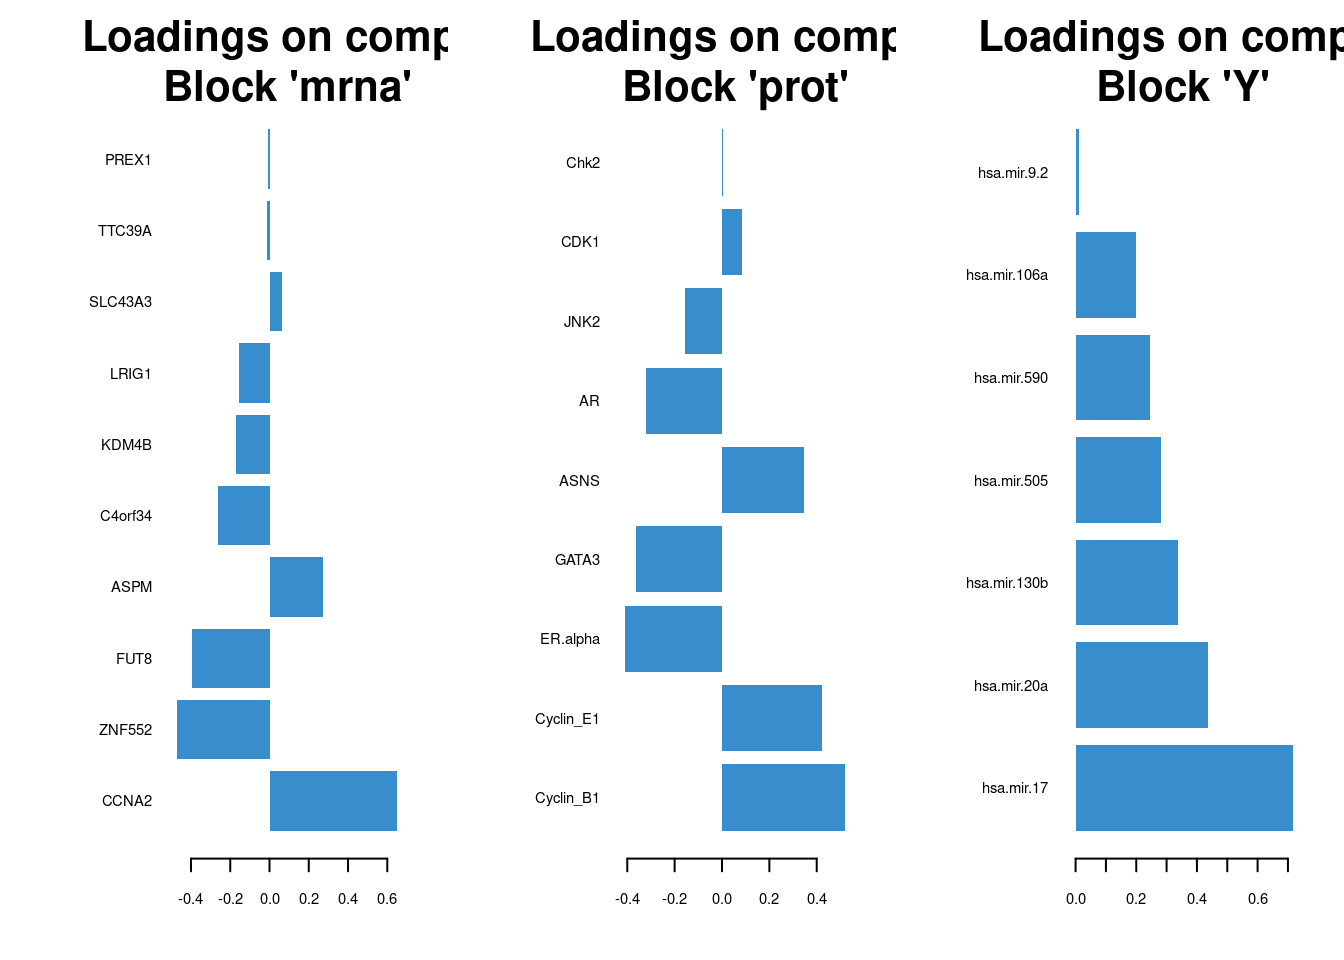 Loadings on comp
Block 'mrna'
PREX1
TTC39A
SLC43A3
LRIG1
KDM4B
C4orf34
ASPM
FUT8
ZNF552
CCNA2
-0.4 -0.2 0.0 0.2 0.4 0.6
Loadings on comp
Block 'prot'
Chk2
CDK1
JNK2
AR
ASNS
GATA3
ER.alpha
Cyclin_E1
Cyclin_B1
-0.4 -0.2 0.0 0.2 0.4
Loadings on comp
Block 'Y'
hsa.mir.9.2
hsa.mir.106a
hsa.mir.590
hsa.mir.505
hsa.mir.130b
hsa.mir.20a
hsa.mir.17
0.0 0.2 0.4 0.6